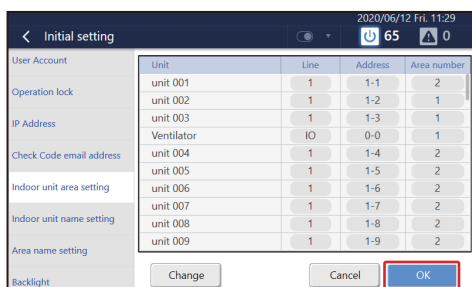 2020/06/12 Fri. 11:29
Initial setting 65 0
User Account
Operation lock
IP Address
Check Code email address
Indoor unit area setting
Indoor unit name setting
Area name setting
Backlight
Unit Line Address Area number
unit 001 1 1-1 2
unit 002 1 1-2 1
unit 003 1 1-3 1
Ventilator IO 0-0 1
unit 004 1 1-4 2
unit 005 1 1-5 2
unit 006 1 1-6 2
unit 007 1 1-7 2
unit 008 1 1-8 2
unit 009 1 1-9 2
Change Cancel OK